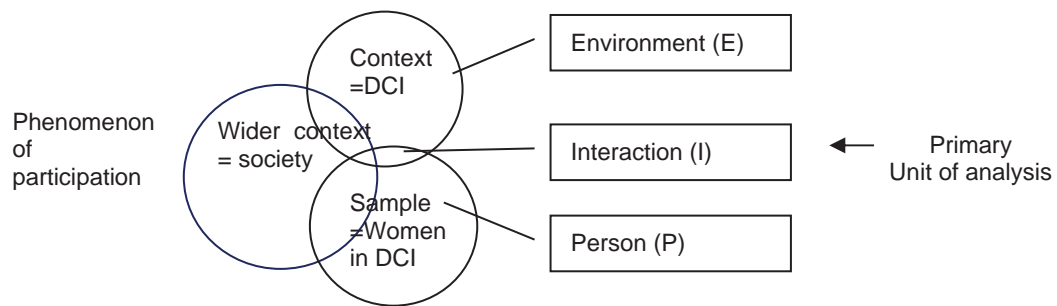 Phenomenon
of
participation
Context
=DCI
Wider context
= society
Sample
=Women
in DCI
Environment (E)
Interaction (I)
Person (P)
Primary
Unit of analysis